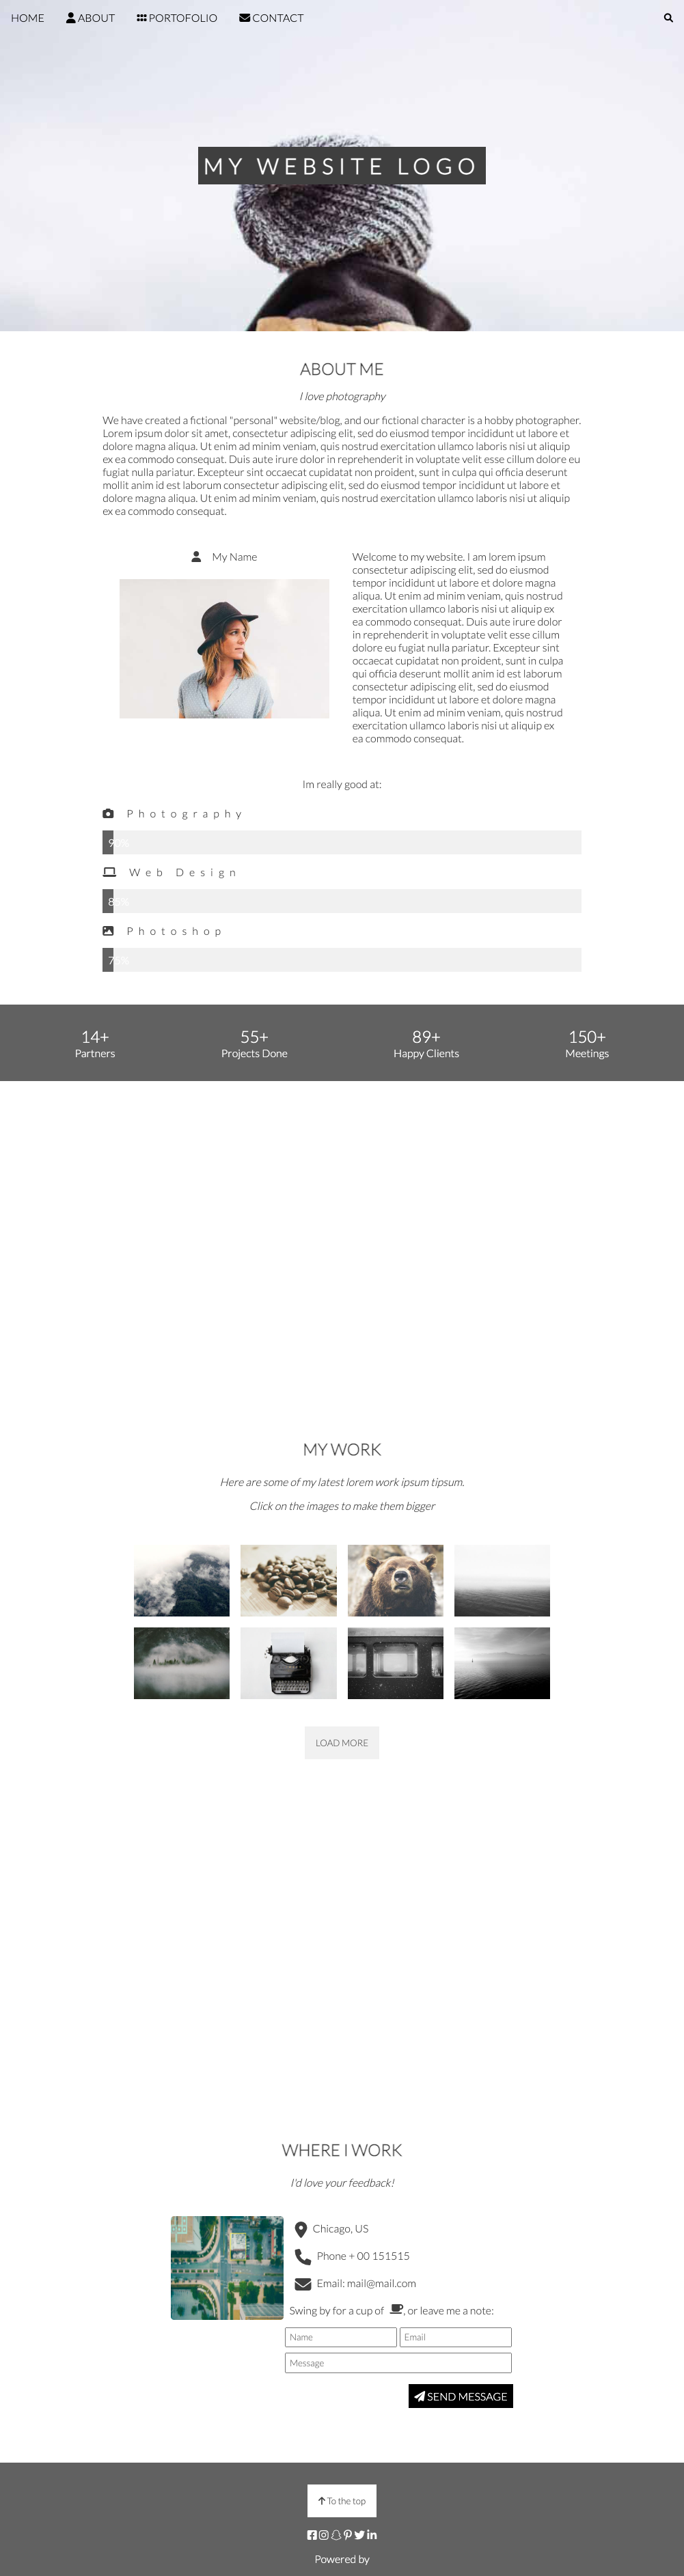 HOME ABOUT PORTOFOLIO CONTACT
MY WEBSITE LOGO
ABOUT ME
I love photography
We have created a fictional "personal" website/blog, and our fictional character is a hobby photographer.
Lorem ipsum dolor sit amet, consectetur adipiscing elit, sed do eiusmod tempor incididunt ut labore et
dolore magna aliqua. Ut enim ad minim veniam, quis nostrud exercitation ullamco laboris nisi ut aliquip
ex ea commodo consequat. Duis aute irure dolor in reprehenderit in voluptate velit esse cillum dolore eu
fugiat nulla pariatur. Excepteur sint occaecat cupidatat non proident, sunt in culpa qui officia deserunt
mollit anim id est laborum consectetur adipiscing elit, sed do eiusmod tempor incididunt ut labore et
dolore magna aliqua. Ut enim ad minim veniam, quis nostrud exercitation ullamco laboris nisi ut aliquip
ex ea commodo consequat.
My Name
Welcome to my website. I am lorem ipsum
consectetur adipiscing elit, sed do eiusmod
tempor incididunt ut labore et dolore magna
aliqua. Ut enim ad minim veniam, quis nostrud
exercitation ullamco laboris nisi ut aliquip ex
ea commodo consequat. Duis aute irure dolor
in reprehenderit in voluptate velit esse cillum
dolore eu fugiat nulla pariatur. Excepteur sint
occaecat cupidatat non proident, sunt in culpa
qui officia deserunt mollit anim id est laborum
consectetur adipiscing elit, sed do eiusmod
tempor incididunt ut labore et dolore magna
aliqua. Ut enim ad minim veniam, quis nostrud
exercitation ullamco laboris nisi ut aliquip ex
ea commodo consequat.
Im really good at:
Photography
90%
Web Design
85%
Photoshop
75%
14+ 55+ 89+ 150+
Partners Projects Done Happy Clients Meetings
MY WORK
Here are some of my latest lorem work ipsum tipsum.
Click on the images to make them bigger
LOAD MORE
WHERE I WORK
I'd love your feedback!
Chicago, US
Phone + 00 151515
Email: mail@mail.com
Swing by for a cup of , or leave me a note:
Name Email
Message
SEND MESSAGE
To the top
Powered by